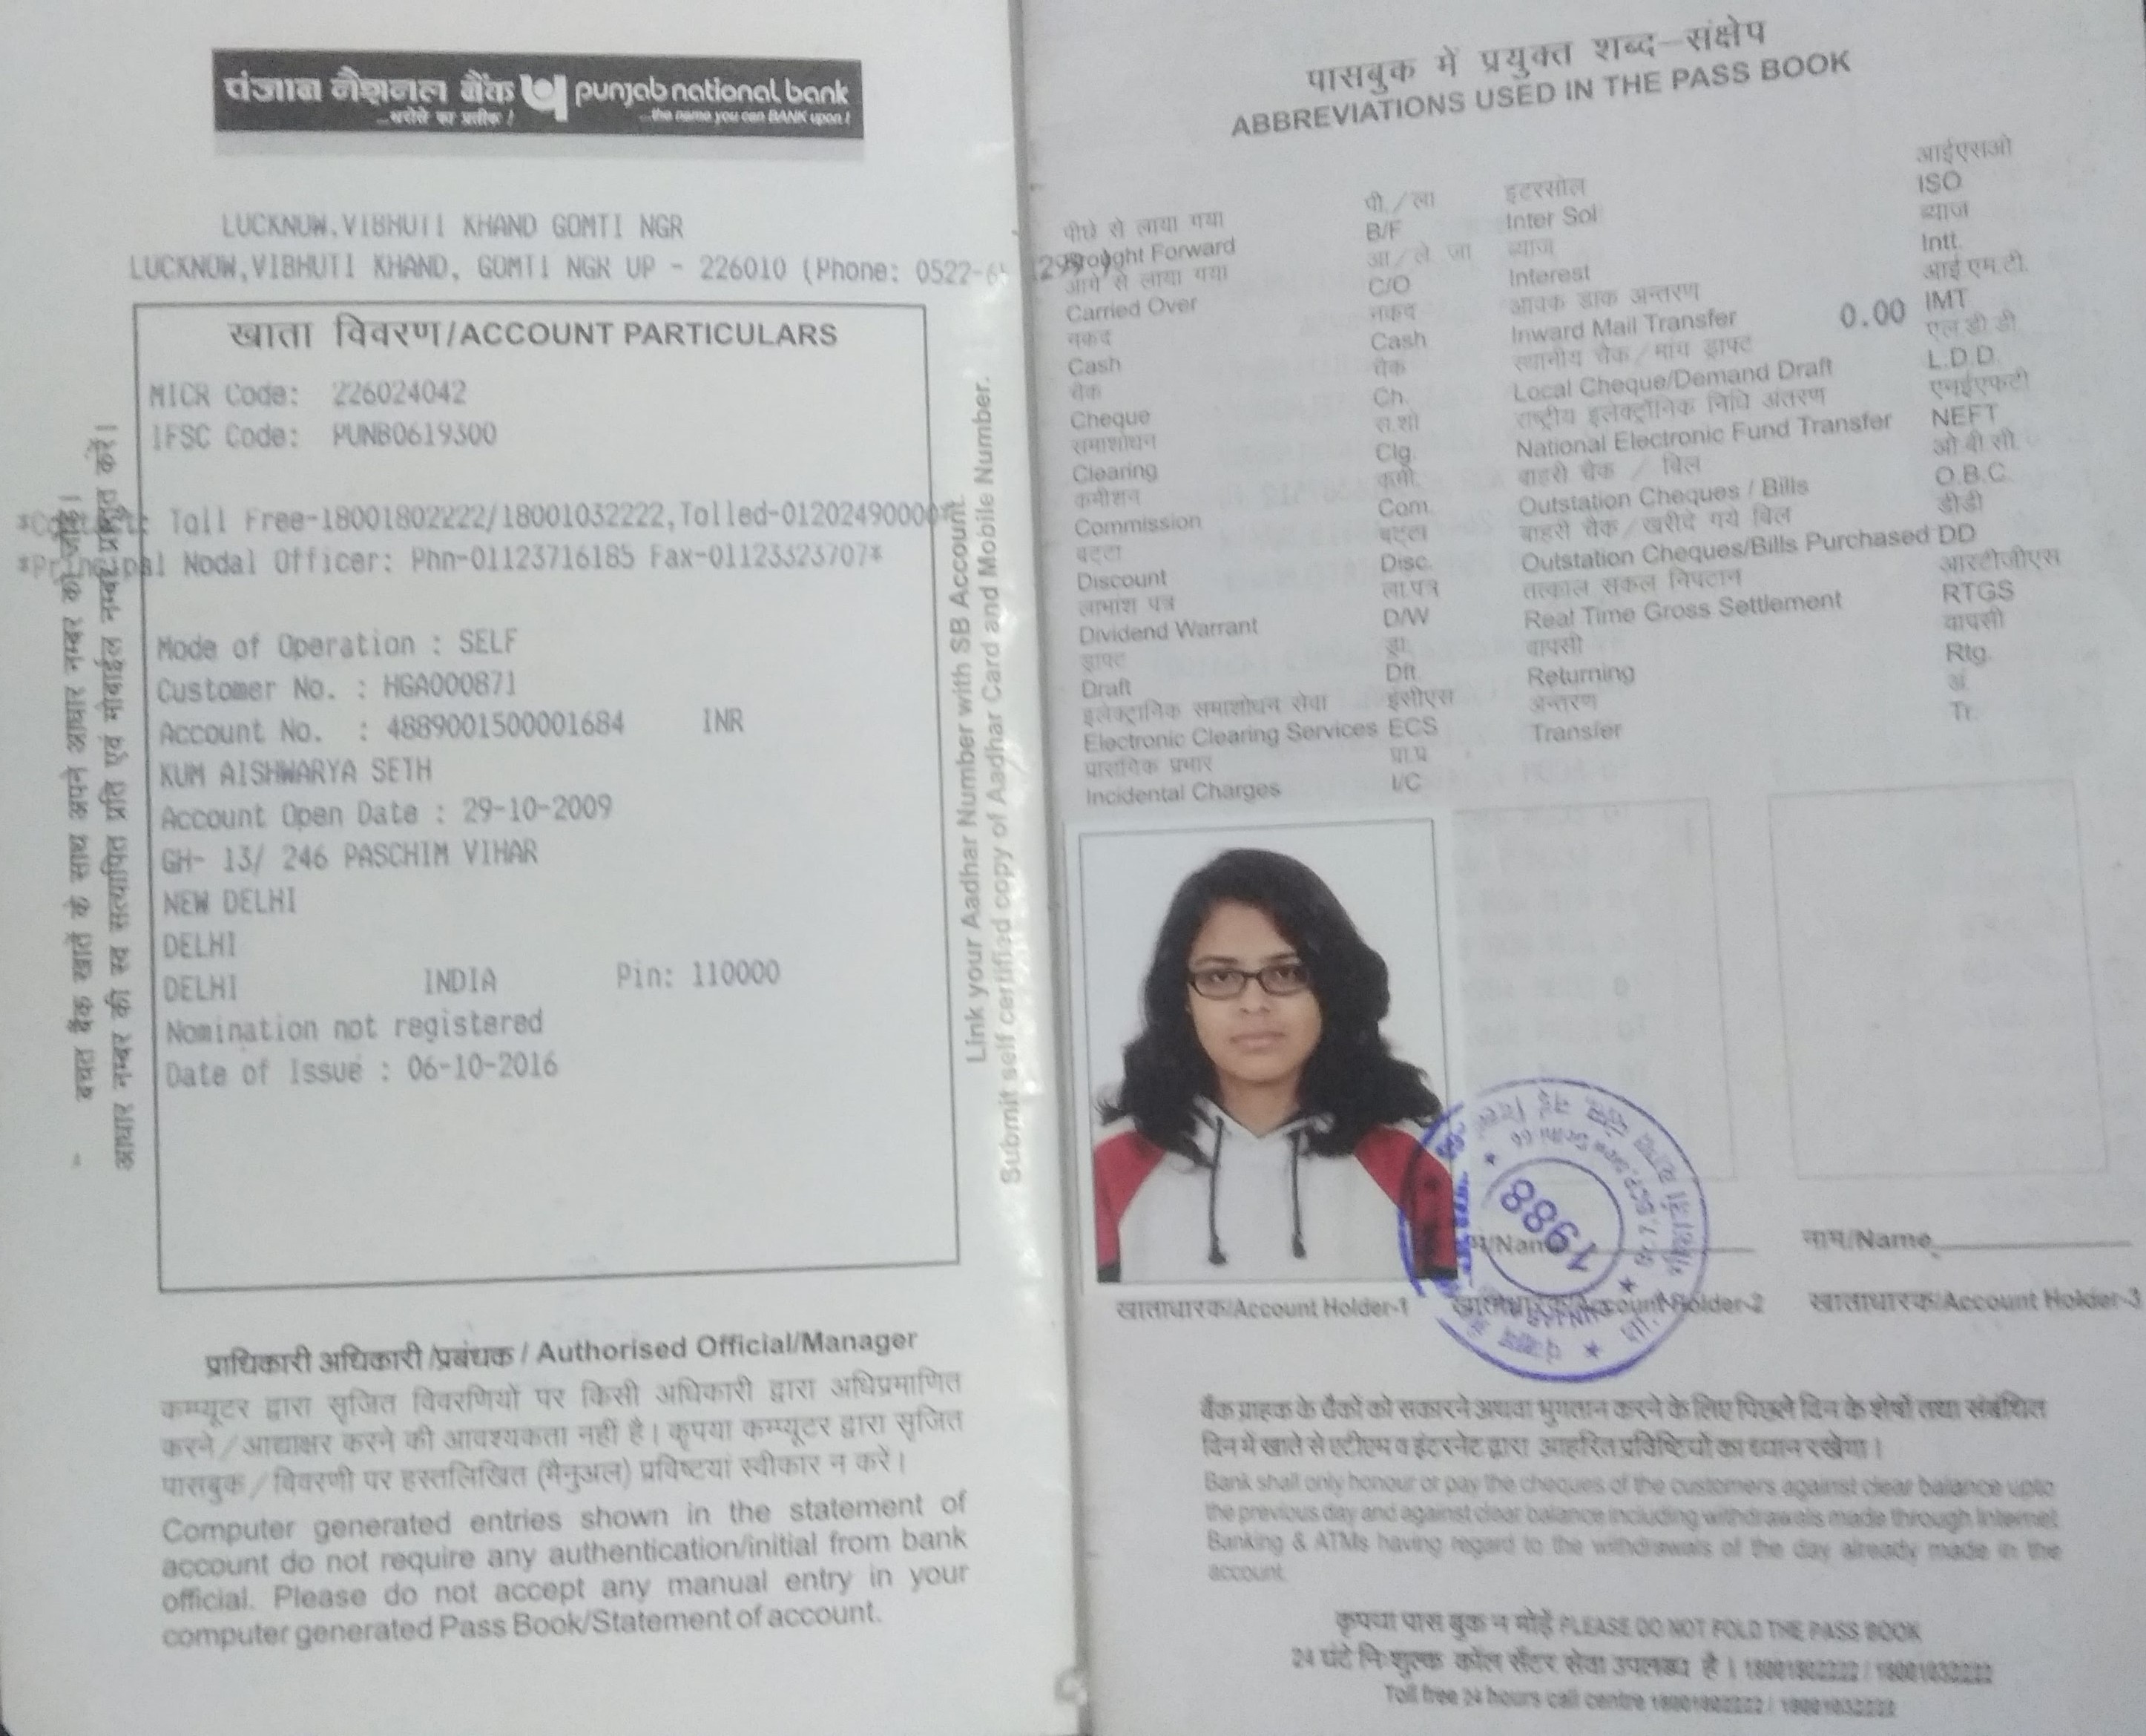 पंजाब नैशनल बैंक punjab national bank
...भरोसे का प्रतीक ! ...the name you can BANK upon !
LUCKNOW,VIBHUTI KHAND GOMTI NGR
LUCKNOW,VIBHUTI KHAND, GOMTI NGR UP - 226010 (Phone: 0522-6
खाता विवरण/ACCOUNT PARTICULARS
MICR Code: 226024042
IFSC Code: PUNB0619300
Toll Free-18001802222/18001032222,Tolled-01202490000*
*Principal Nodal Officer: Phn-01123716185 Fax-01123323707*
Mode of Operation : SELF
Customer No. : HGA000871
Account No. : 4889001500001684 INR
KUM AISHWARYA SETH
Account Open Date : 29-10-2009
GH- 13/ 246 PASCHIM VIHAR
NEW DELHI
DELHI
DELHI INDIA Pin: 110000
Nomination not registered
Date of Issue : 06-10-2016
बचत बैंक खाते के साथ अपने आधार नम्बर को जोड़ें।
आधार नम्बर की स्व सत्यापित प्रति एवं मोबाईल नम्बर प्रस्तुत करें।
Link your Aadhar Number with SB Account.
Submit self certified copy of Aadhar Card and Mobile Number.
प्राधिकारी अधिकारी /प्रबंधक / Authorised Official/Manager
कम्प्यूटर द्वारा सृजित विवरणियों पर किसी अधिकारी द्वारा अधिप्रमाणित
करने / आद्याक्षर करने की आवश्यकता नहीं है। कृपया कम्प्यूटर द्वारा सृजित
पासबुक / विवरणी पर हस्तलिखित (मैनुअल) प्रविष्टयां स्वीकार न करें।
Computer generated entries shown in the statement of
account do not require any authentication/initial from bank
official. Please do not accept any manual entry in your
computer generated Pass Book/Statement of account.
पासबुक में प्रयुक्त शब्द-संक्षेप
ABBREVIATIONS USED IN THE PASS BOOK
पीछे से लाया गया पी./ला इंटरसोल आईएसओ
Brought Forward B/F Inter Sol ISO
आगे से लाया गया आ/ले जा ब्याज ब्याज
Carried Over C/O Interest Intt.
नकद नकद आवक डाक अन्तरण आई एम.टी.
Cash Cash Inward Mail Transfer 0.00 IMT
चेक चेक स्थानीय चेक/मांग ड्राफ्ट एल डी डी
Cheque Ch. Local Cheque/Demand Draft L.D.D.
समाशोधन स.शो राष्ट्रीय इलेक्ट्रॉनिक निधि अंतरण एनईएफटी
Clearing Clg. National Electronic Fund Transfer NEFT
कमीशन कमी. बाहरी चेक / बिल ओ बी सी
Commission Com. Outstation Cheques / Bills O.B.C.
बट्टा बट्टा बाहरी चेक/खरीदे गये बिल डीडी
Discount Disc. Outstation Cheques/Bills Purchased DD
लाभांश पत्र ला.पत्र तत्काल सकल निपटान आरटीजीएस
Dividend Warrant D/W Real Time Gross Settlement RTGS
ड्राफ्ट ड्रा. वापसी वापसी
Draft Dft. Returning Rtg.
इलेक्ट्रानिक समाशोधन सेवा ईसीएस अन्तरण अं.
Electronic Clearing Services ECS Transfer Tr.
प्रासंगिक प्रभार प्रा.प्र
Incidental Charges I/C
1988
/Name नाम/Name
खाताधारक/Account Holder-1 खाताधारक/Account Holder-2 खाताधारक/Account Holder-3
बैंक ग्राहक के चैकों को सकारने अथवा भुगतान करने के लिए पिछले दिन के शेषों तथा संबंधित
दिन में खाते से एटीएम व इंटरनेट द्वारा आहरित प्रविष्टियों का ध्यान रखेगा।
Bank shall only honour or pay the cheques of the customers against clear balance upto
the previous day and against clear balance including withdrawals made through Internet
Banking & ATMs having regard to the withdrawals of the day already made in the
account.
कृपया पास बुक न मोड़ें PLEASE DO NOT FOLD THE PASS BOOK
24 घंटे निःशुल्क कॉल सेंटर सेवा उपलब्ध है। 18001802222 / 18001032222
Toll free 24 hours call centre 18001802222 / 18001032222